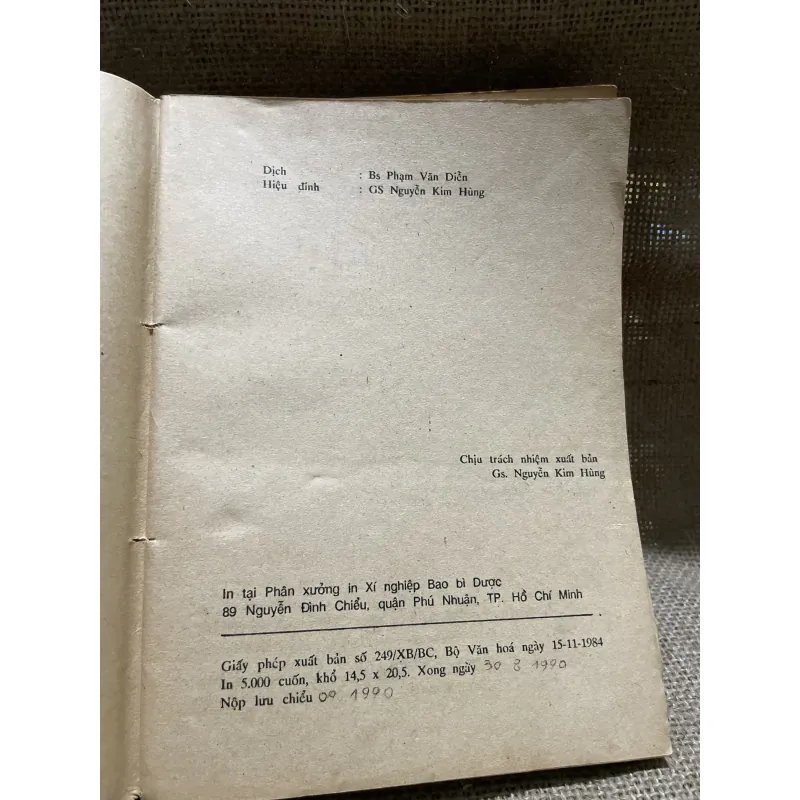 Dịch : Bs Phạm Văn Diễn
Hiệu đính : GS Nguyễn Kim Hùng
Chịu trách nhiệm xuất bản
Gs. Nguyễn Kim Hùng
In tại Phân xưởng in Xí nghiệp Bao bì Dược
89 Nguyễn Đình Chiểu, quận Phú Nhuận, TP. Hồ Chí Minh
Giấy phép xuất bản số 249/XB/BC, Bộ Văn hoá ngày 15-11-1984
In 5.000 cuốn, khổ 14,5 x 20,5. Xong ngày 30 8 1990
Nộp lưu chiểu 09 1990